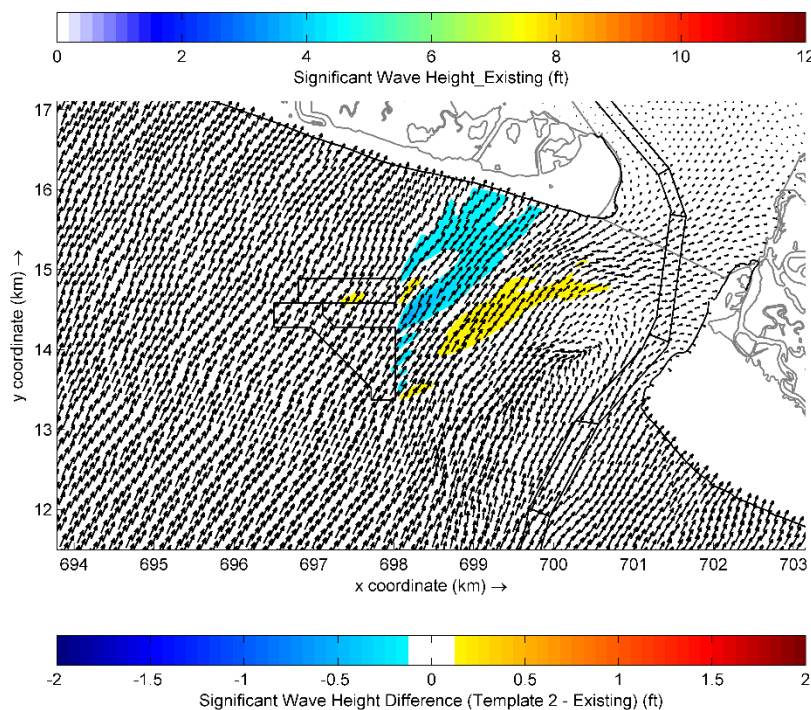 0 2 4 6 8 10 12
Significant Wave Height_Existing (ft)
17
16
15
14
13
12
y coordinate (km) →
694 695 696 697 698 699 700 701 702 703
x coordinate (km) →
-2 -1.5 -1 -0.5 0 0.5 1 1.5 2
Significant Wave Height Difference (Template 2 - Existing) (ft)